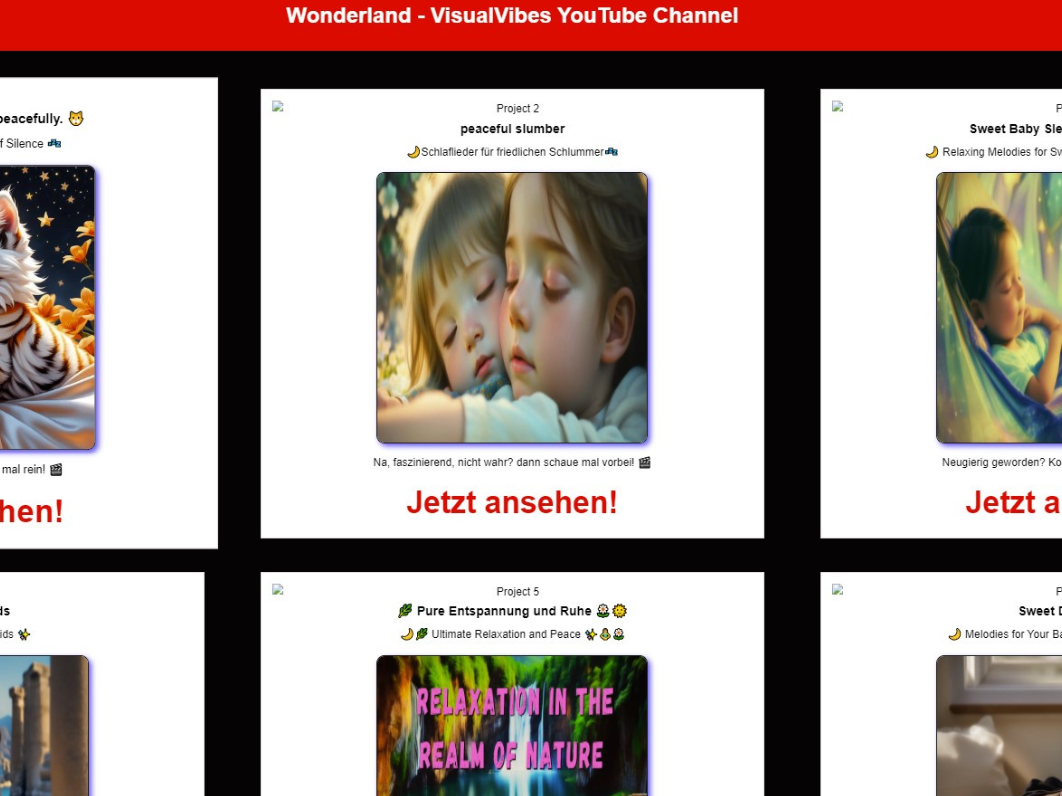 Wonderland - VisualVibes YouTube Channel
peacefully. 🐯
f Silence 💤
mal rein! 🎬
hen!
Project 2
peaceful slumber
🌙Schlaflieder für friedlichen Schlummer💤
Na, faszinierend, nicht wahr? dann schaue mal vorbei! 🎬
Jetzt ansehen!
P
Sweet Baby Sle
🌙 Relaxing Melodies for Sw
Neugierig geworden? Ko
Jetzt a
ds
ids ✨
Project 5
🌿 Pure Entspannung und Ruhe 🌼🌞
🌙🌿 Ultimate Relaxation and Peace ✨🌷🌼
RELAXATION IN THE
REALM OF NATURE
P
Sweet D
🌙 Melodies for Your Ba